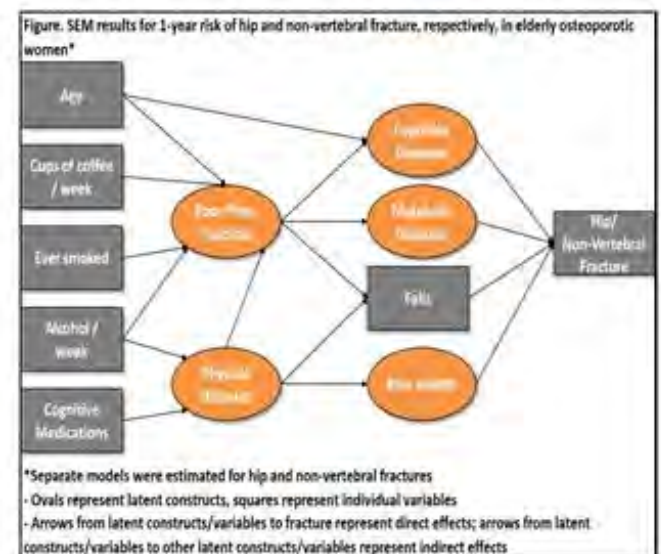 Figure. SEM results for 1-year risk of hip and non-vertebral fracture, respectively, in elderly osteoporotic
women*
Age
Cups of coffee
/ week
Ever smoked
Alcohol /
week
Cognitive
Medications
Physical
Falls
Hip/
Non-Vertebral
Fracture
*Separate models were estimated for hip and non-vertebral fractures
- Ovals represent latent constructs, squares represent individual variables
- Arrows from latent constructs/variables to fracture represent direct effects; arrows from latent
constructs/variables to other latent constructs/variables represent indirect effects